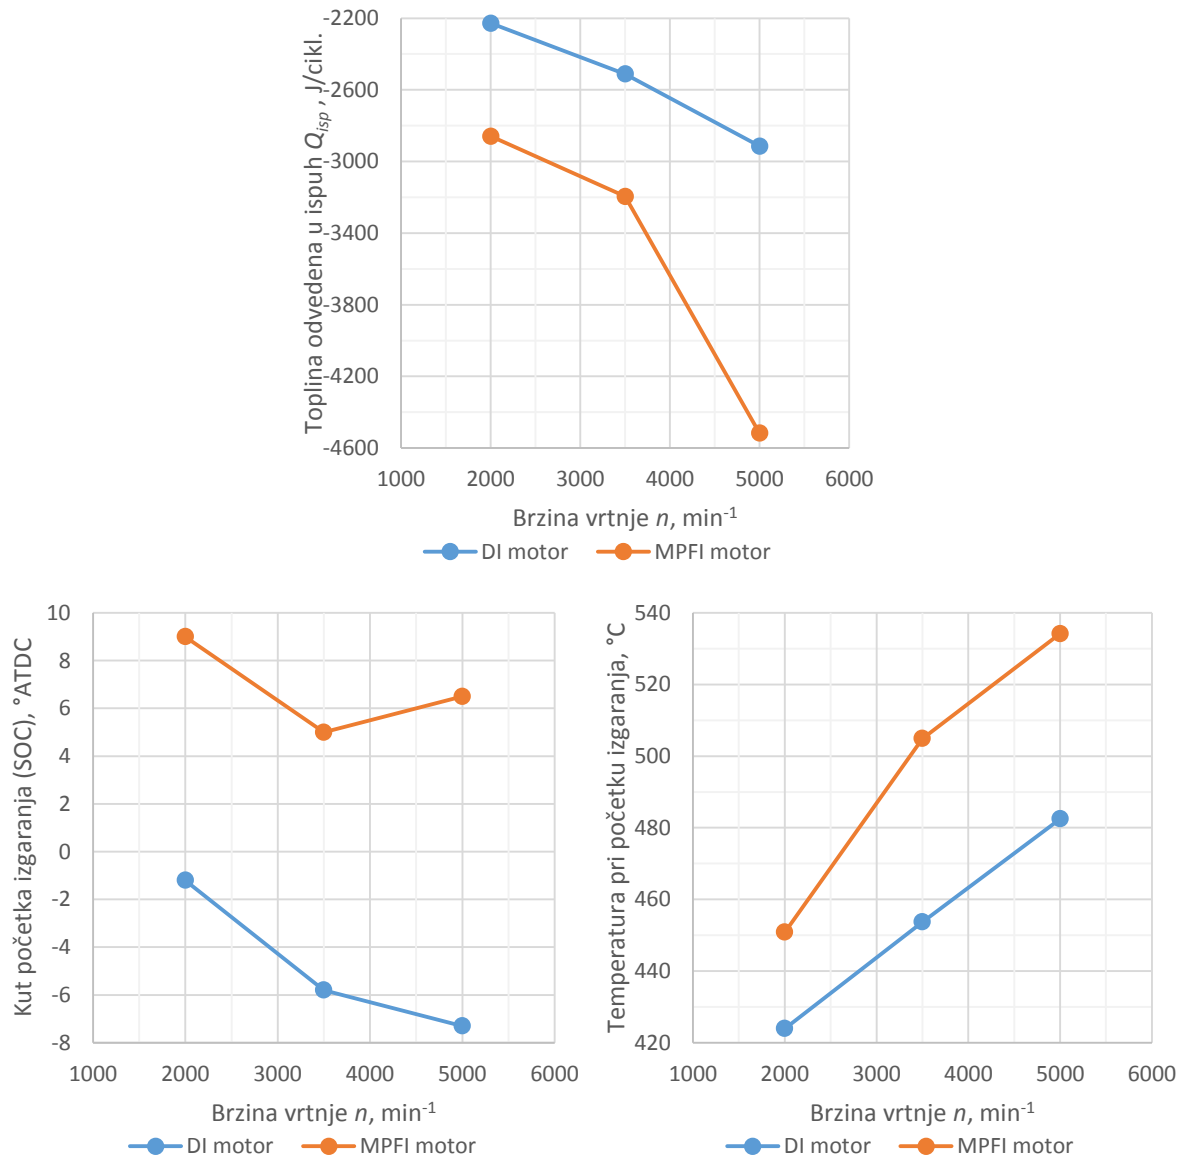 Toplina odvedena u ispuh Qisp , J/cikl.
-2200
-2600
-3000
-3400
-3800
-4200
-4600
1000 2000 3000 4000 5000 6000
Brzina vrtnje n, min-1
DI motor MPFI motor
Kut početka izgaranja (SOC), °ATDC
10
8
6
4
2
0
-2
-4
-6
-8
1000 2000 3000 4000 5000 6000
Brzina vrtnje n, min-1
DI motor MPFI motor
Temperatura pri početku izgaranja, °C
540
520
500
480
460
440
420
1000 2000 3000 4000 5000 6000
Brzina vrtnje n, min-1
DI motor MPFI motor